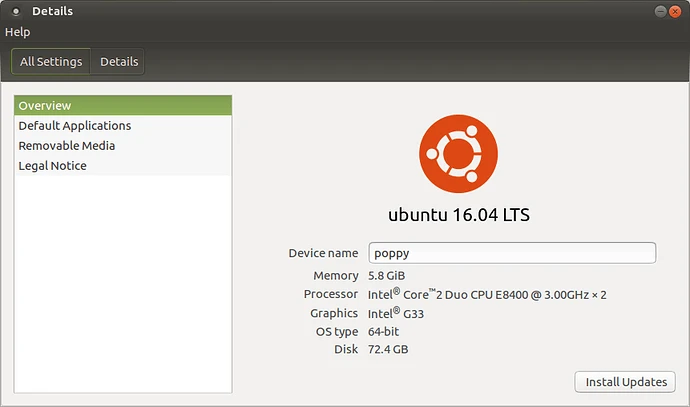 Details
Help
All Settings Details
Overview
Default Applications
Removable Media
Legal Notice
ubuntu 16.04 LTS
Device name poppy
Memory 5.8 GiB
Processor Intel® Core™2 Duo CPU E8400 @ 3.00GHz × 2
Graphics Intel® G33
OS type 64-bit
Disk 72.4 GB
Install Updates